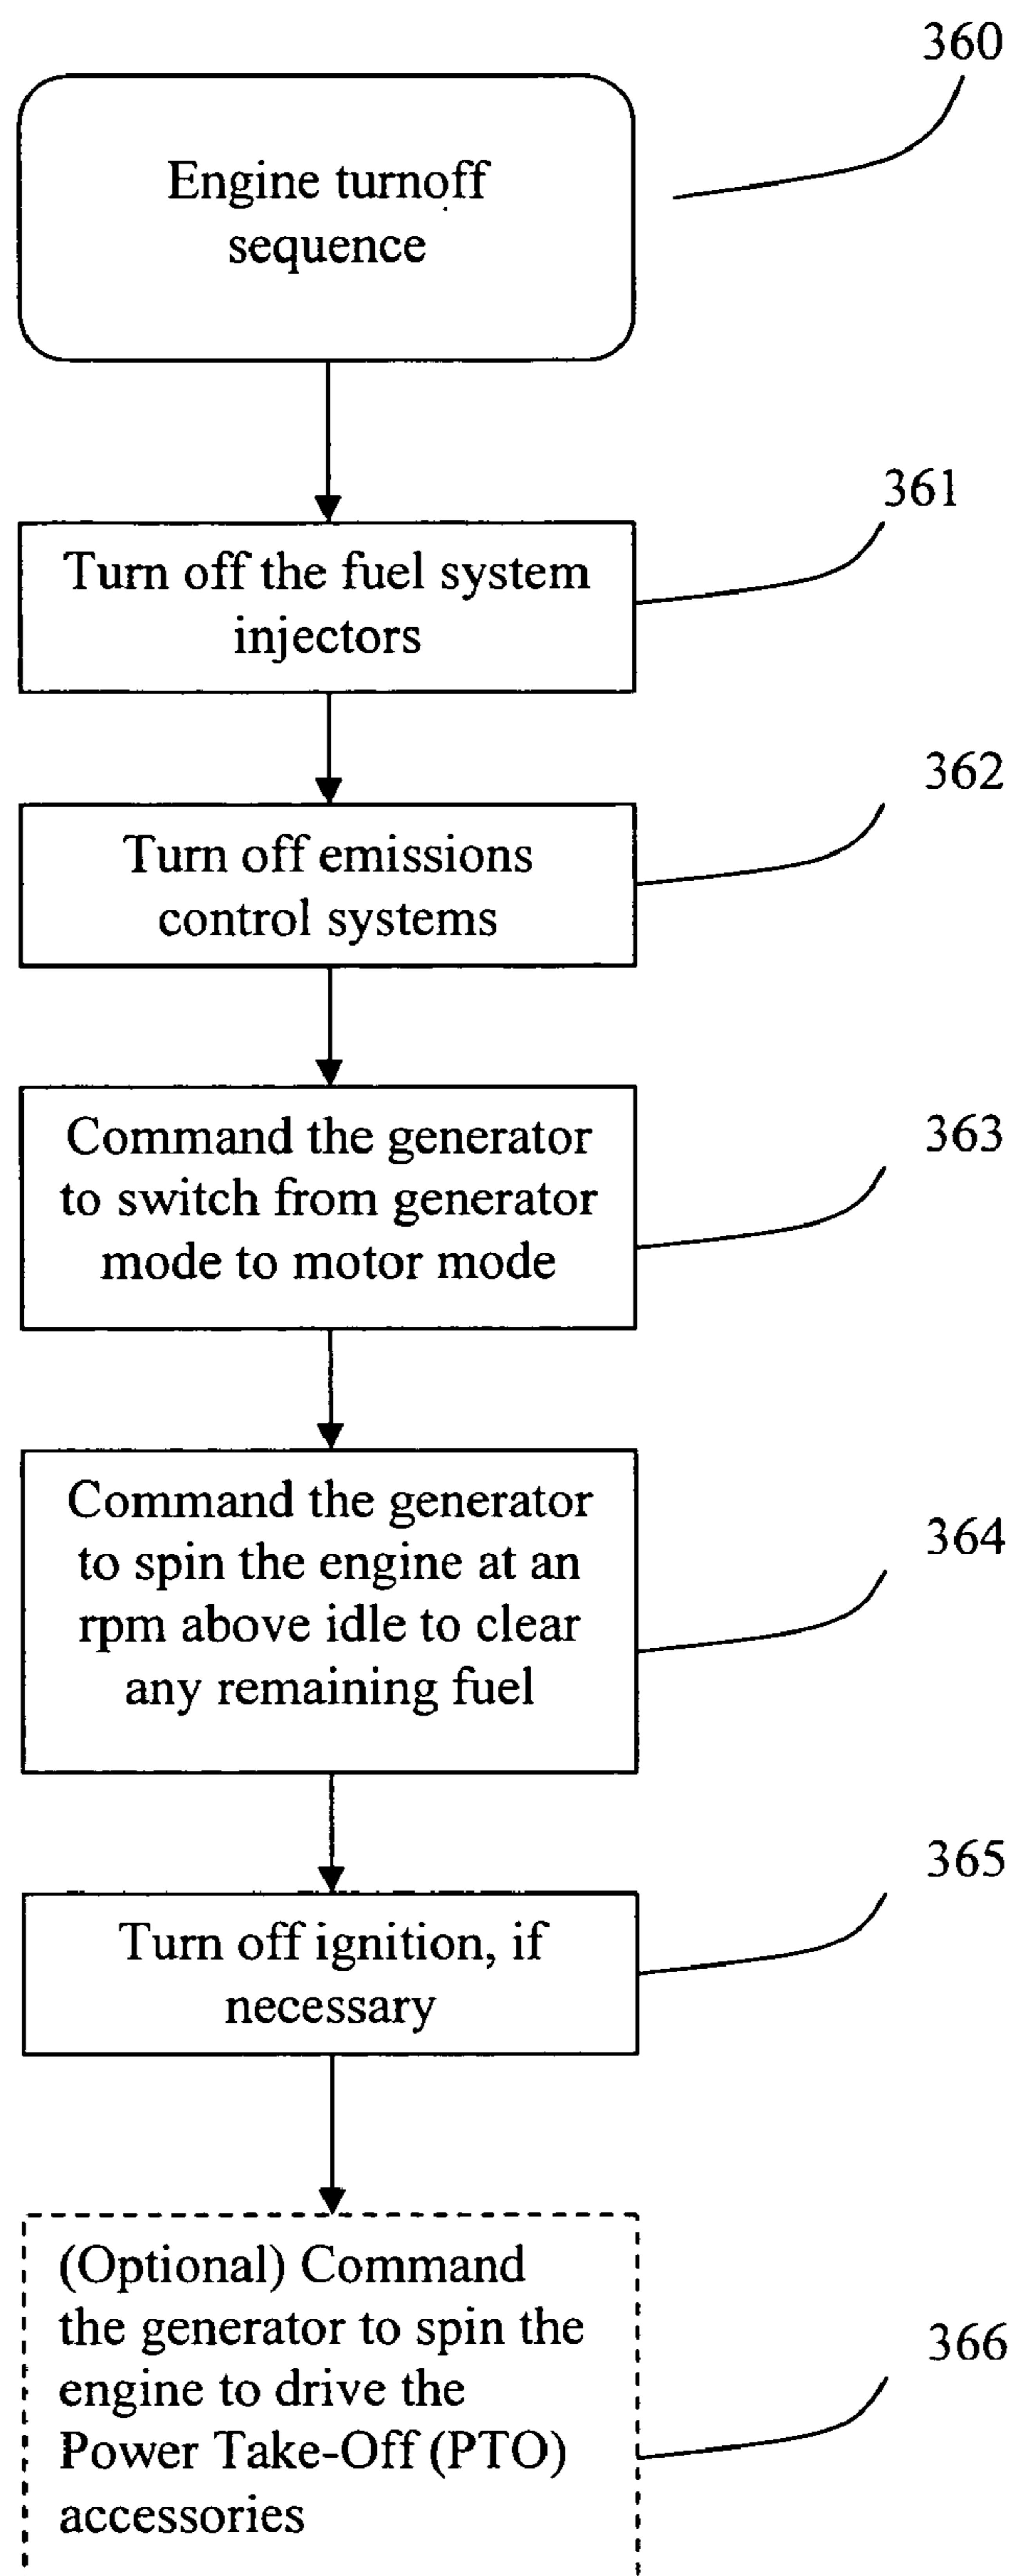 360
Engine turnoff
sequence
361
Turn off the fuel system
injectors
362
Turn off emissions
control systems
363
Command the generator
to switch from generator
mode to motor mode
364
Command the generator
to spin the engine at an
rpm above idle to clear
any remaining fuel
365
Turn off ignition, if
necessary
366
(Optional) Command
the generator to spin the
engine to drive the
Power Take-Off (PTO)
accessories